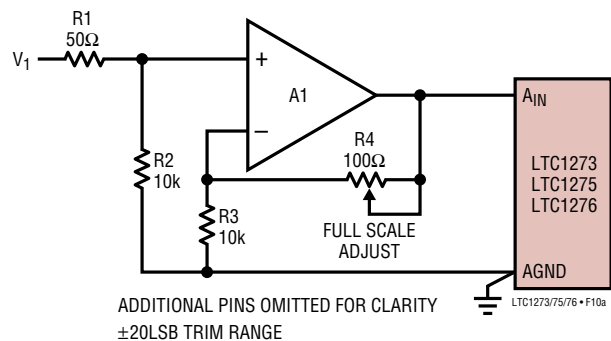 R1
50Ω
V1
+
A1
–
R2
10k
R3
10k
R4
100Ω
FULL SCALE
ADJUST
AIN
LTC1273
LTC1275
LTC1276
AGND
LTC1273/75/76 • F10a
ADDITIONAL PINS OMITTED FOR CLARITY
±20LSB TRIM RANGE